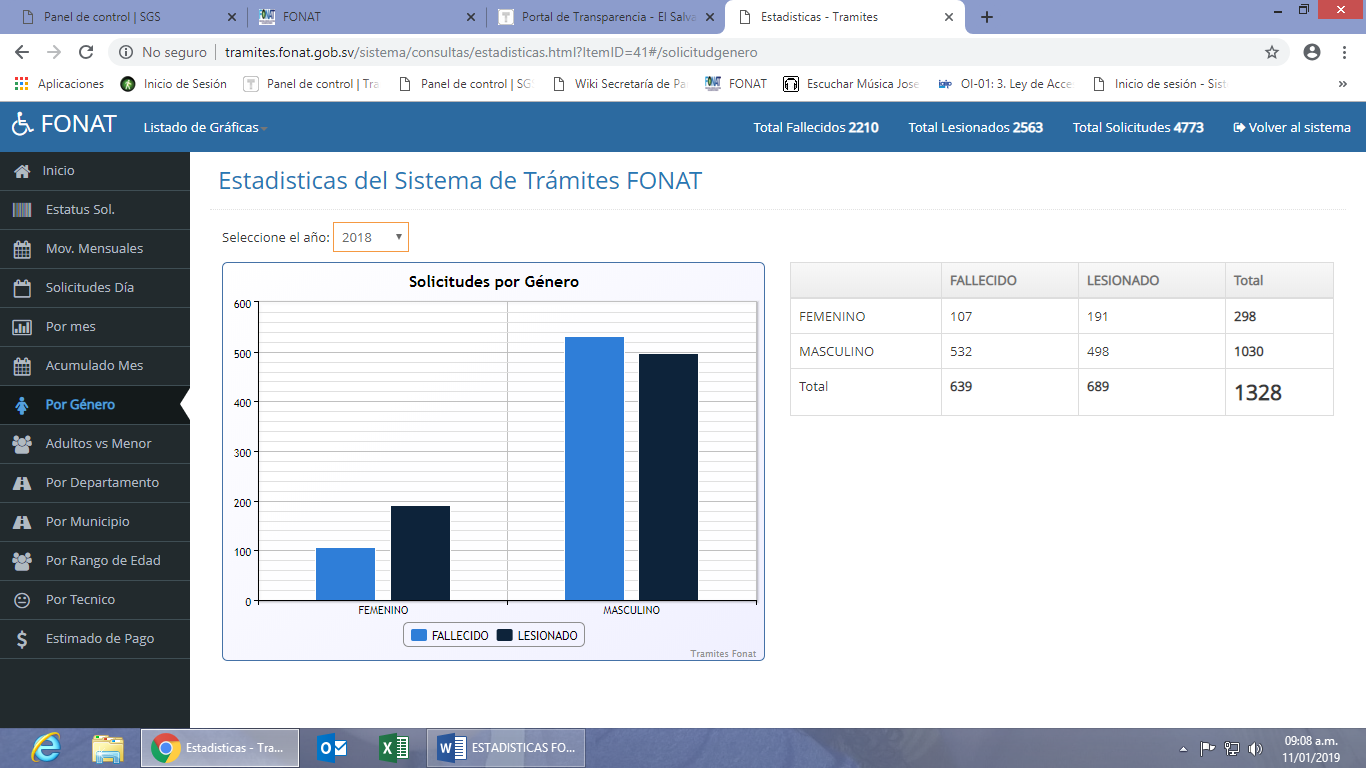 Panel de control | SGS
FONAT
Portal de Transparencia - El Salva
Estadisticas - Tramites
No seguro | tramites.fonat.gob.sv/sistema/consultas/estadisticas.html?ItemID=41#/solicitudgenero
Aplicaciones
Inicio de Sesión
Panel de control | Tra
Panel de control | SG
Wiki Secretaría de Pa
FONAT
Escuchar Música Jose
OI-01: 3. Ley de Acce
Inicio de sesión - Sist
»
FONAT
Listado de Gráficas
Total Fallecidos 2210
Total Lesionados 2563
Total Solicitudes 4773
Volver al sistema
Inicio
Estatus Sol.
Mov. Mensuales
Solicitudes Día
Por mes
Acumulado Mes
Por Género
Adultos vs Menor
Por Departamento
Por Municipio
Por Rango de Edad
Por Tecnico
Estimado de Pago
Estadisticas del Sistema de Trámites FONAT
Seleccione el año: 2018
Solicitudes por Género
600
500
400
300
200
100
0
FEMENINO MASCULINO
FALLECIDO LESIONADO
Tramites Fonat
FALLECIDO LESIONADO Total
FEMENINO 107 191 298
MASCULINO 532 498 1030
Total 639 689 1328
Estadisticas - Tra...
ESTADISTICAS FO...
09:08 a.m.
11/01/2019